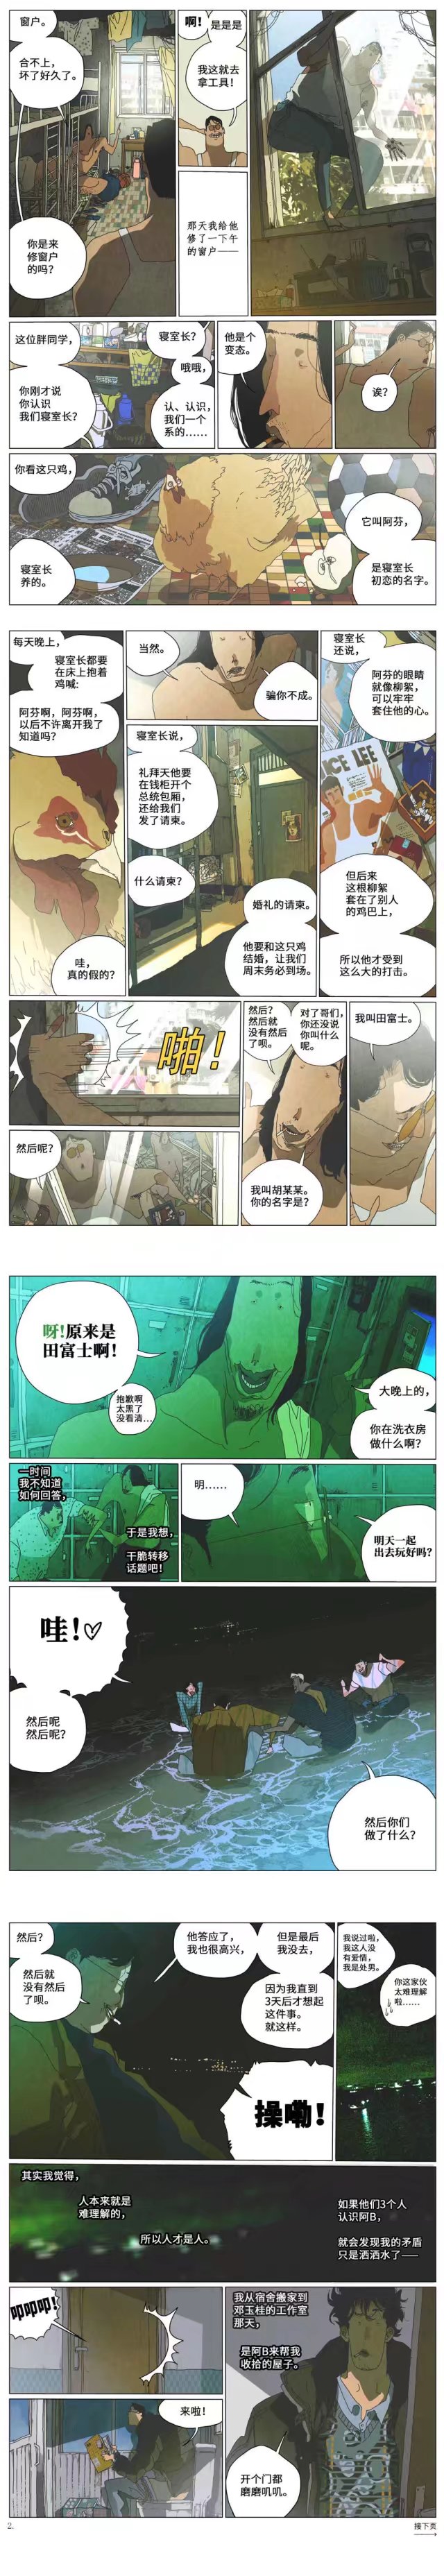 窗户。
合不上，
坏了好久了。
你是来
修窗户
的吗？
啊！
是是是
我这就去
拿工具！
那天我给他
修了一下午
的窗户——
这位胖同学，
你刚才说
你认识
我们寝室长？
寝室长？
哦哦，
认、认识，
我们一个
系的……
他是个
变态。
诶？
你看这只鸡，
寝室长
养的。
它叫阿芬，
是寝室长
初恋的名字。
每天晚上，
寝室长都要
在床上抱着
鸡喊:
阿芬啊，阿芬啊，
以后不许离开我了
知道吗？
哇，
真的假的？
当然。
骗你不成。
寝室长说，
礼拜天他要
在钱柜开个
总统包厢，
还给我们
发了请柬。
什么请柬？
婚礼的请柬。
他要和这只鸡
结婚，让我们
周末务必到场。
寝室长
还说，
阿芬的眼睛
就像柳絮，
可以牢牢
套住他的心。
ICE LEE
但后来
这根柳絮
套在了别人
的鸡巴上，
所以他才受到
这么大的打击。
啪！
然后呢？
然后？
然后就
没有然后
了呗。
对了哥们，
你还没说
你叫什么
呢。
我叫胡某某。
你的名字是？
我叫田富士。
呀！原来是
田富士啊！
抱歉啊
太黑了
没看清…
大晚上的，
你在洗衣房
做什么啊？
一时间
我不知道
如何回答，
于是我想，
干脆转移
话题吧！
明……
明天一起
出去玩好吗？
哇！♡
然后呢
然后呢？
然后你们
做了什么？
然后？
然后就
没有然后
了呗。
他答应了，
我也很高兴，
但是最后
我没去，
因为我直到
3天后才想起
这件事。
就这样。
操嘞！
我说过啦，
我这人没
有爱情，
我是处男。
你这家伙
太难理解
啦……
其实我觉得，
人本来就是
难理解的，
所以人才是人。
如果他们3个人
认识阿B，
就会发现我的矛盾
只是洒洒水了——
叩叩叩！
来啦！
我从宿舍搬家到
邓玉桂的工作室
那天，
是阿B来帮我
收拾的屋子。
开个门都
磨磨叽叽。
2.
接下页